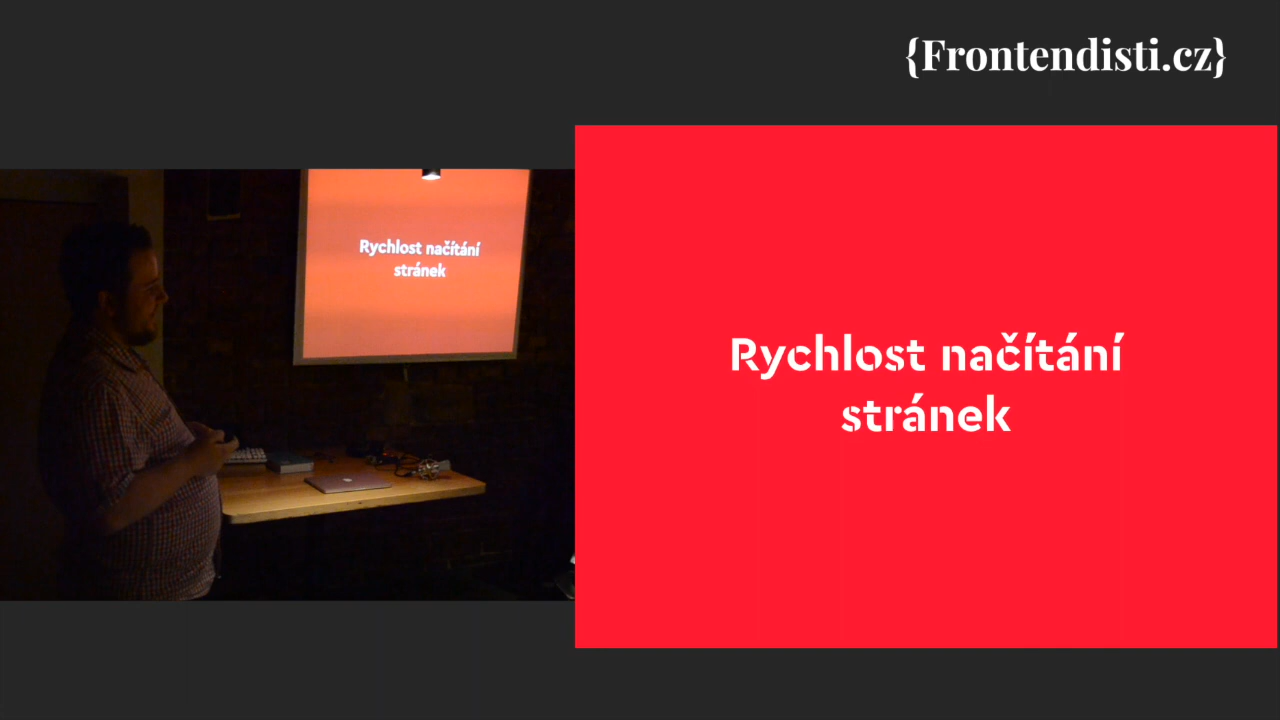 {Frontendisti.cz}
Rychlost načítání
stránek
Rychlost načítání
stránek